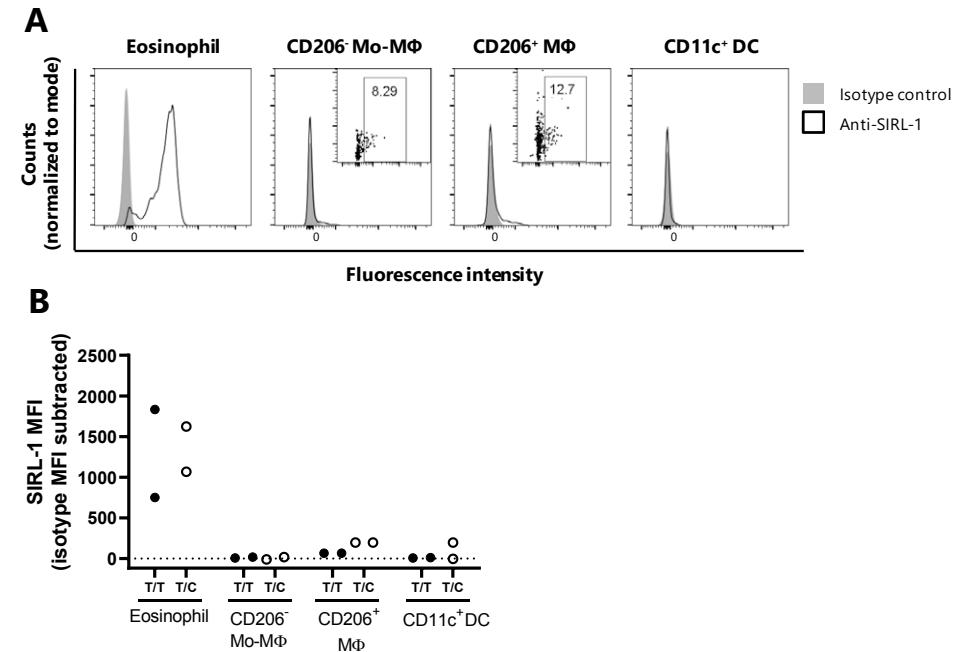 A
Eosinophil
CD206⁻ Mo-MΦ
CD206⁺ MΦ
CD11c⁺ DC
Counts
(normalized to mode)
8.29
12.7
0
0
0
0
Isotype control
Anti-SIRL-1
Fluorescence intensity
B
SIRL-1 MFI
(isotype MFI subtracted)
2500
2000
1500
1000
500
0
T/T T/C T/T T/C T/T T/C T/T T/C
Eosinophil
CD206⁻
Mo-MΦ
CD206⁺
MΦ
CD11c⁺DC